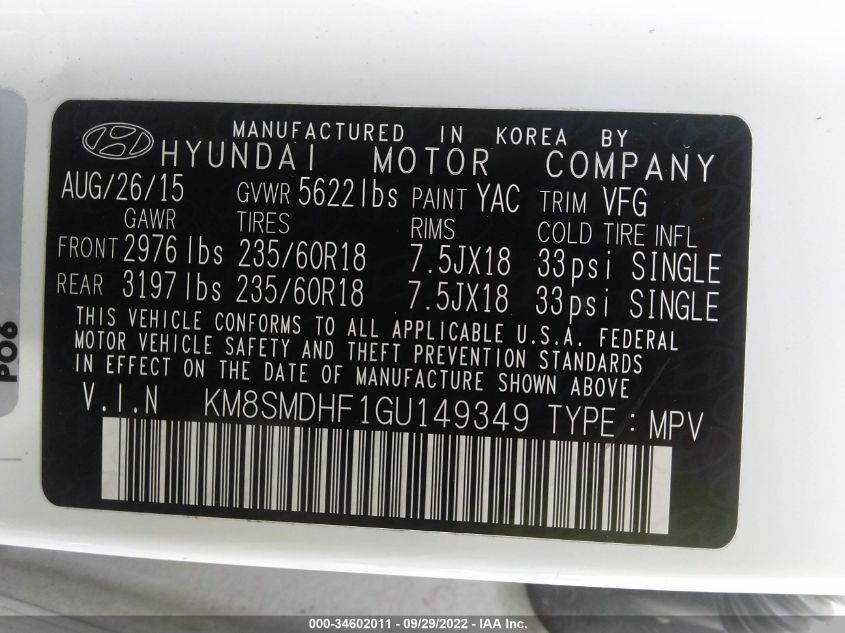 MANUFACTURED IN KOREA BY
HYUNDAI MOTOR COMPANY
AUG/26/15 GVWR 5622lbs PAINT YAC TRIM VFG
GAWR TIRES RIMS COLD TIRE INFL
FRONT 2976lbs 235/60R18 7.5JX18 33psi SINGLE
REAR 3197lbs 235/60R18 7.5JX18 33psi SINGLE
THIS VEHICLE CONFORMS TO ALL APPLICABLE U.S.A. FEDERAL
MOTOR VEHICLE SAFETY AND THEFT PREVENTION STANDARDS
IN EFFECT ON THE DATE OF MANUFACTURE SHOWN ABOVE
V.I.N KM8SMDHF1GU149349 TYPE : MPV
PO6
000-34602011 - 09/29/2022 - IAA Inc.